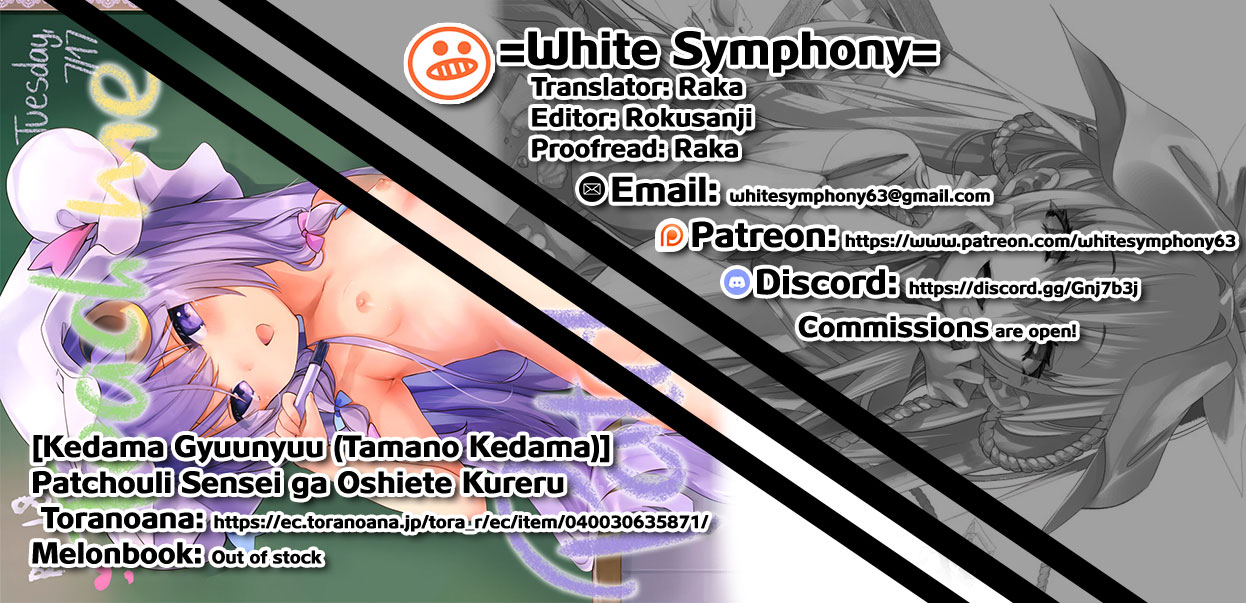 Tuesday,
7/17
=White Symphony=
Translator: Raka
Editor: Rokusanji
Proofread: Raka
Email: whitesymphony63@gmail.com
Patreon: https://www.patreon.com/whitesymphony63
Discord: https://discord.gg/Gnj7b3j
Commissions are open!
[Kedama Gyuunyuu (Tamano Kedama)]
Patchouli Sensei ga Oshiete Kureru
Toranoana: https://ec.toranoana.jp/tora_r/ec/item/040030635871/
Melonbook: Out of stock